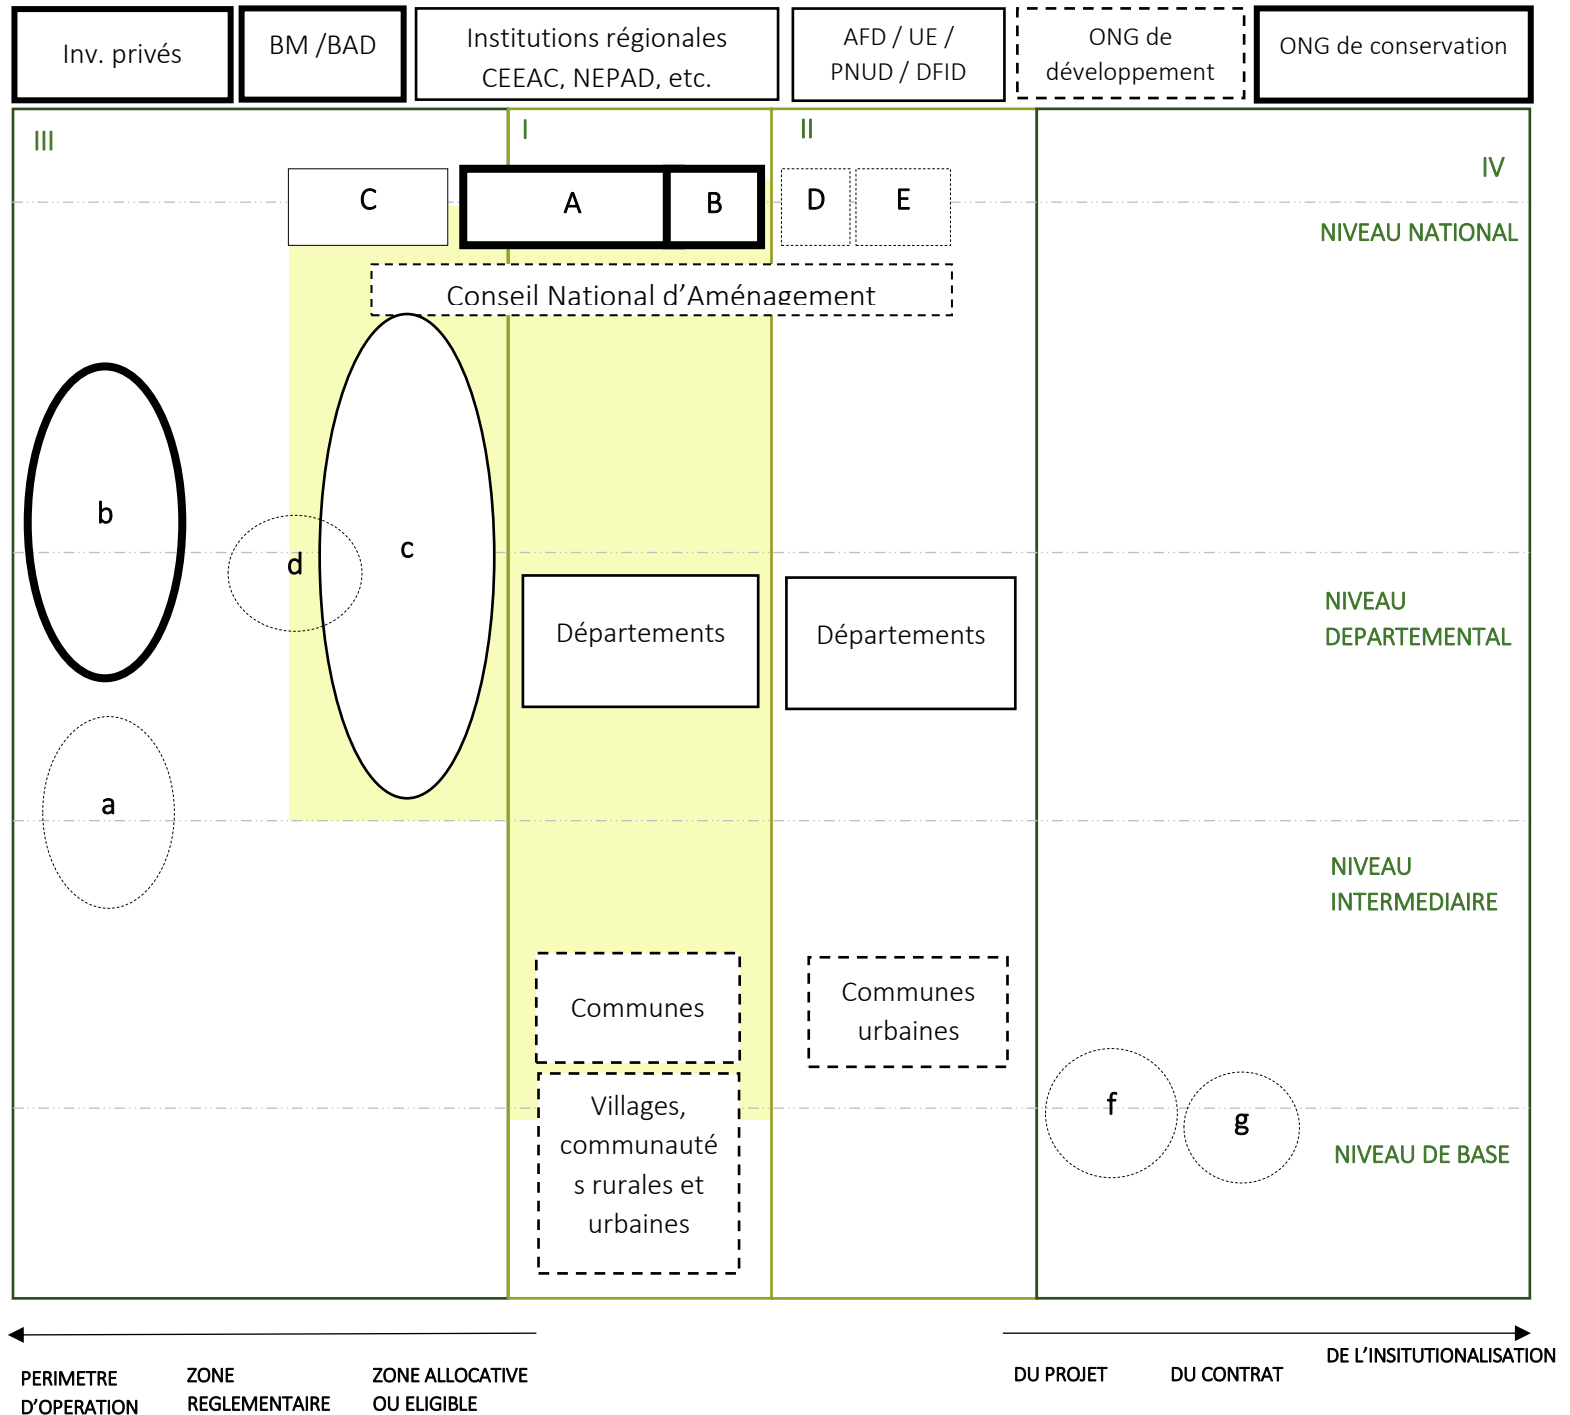 Inv. privés
BM /BAD
Institutions régionales
CEEAC, NEPAD, etc.
AFD / UE /
PNUD / DFID
ONG de
développement
ONG de conservation
III
I
II
IV
C
A
B
D
E
NIVEAU NATIONAL
Conseil National d’Aménagement
b
d
c
Départements
Départements
NIVEAU
DEPARTEMENTAL
a
NIVEAU
INTERMEDIAIRE
Communes
Communes
urbaines
Villages,
communauté
s rurales et
urbaines
f
g
NIVEAU DE BASE
PERIMETRE
D’OPERATION
ZONE
REGLEMENTAIRE
ZONE ALLOCATIVE
OU ELIGIBLE
DU PROJET
DU CONTRAT
DE L’INSITUTIONALISATION